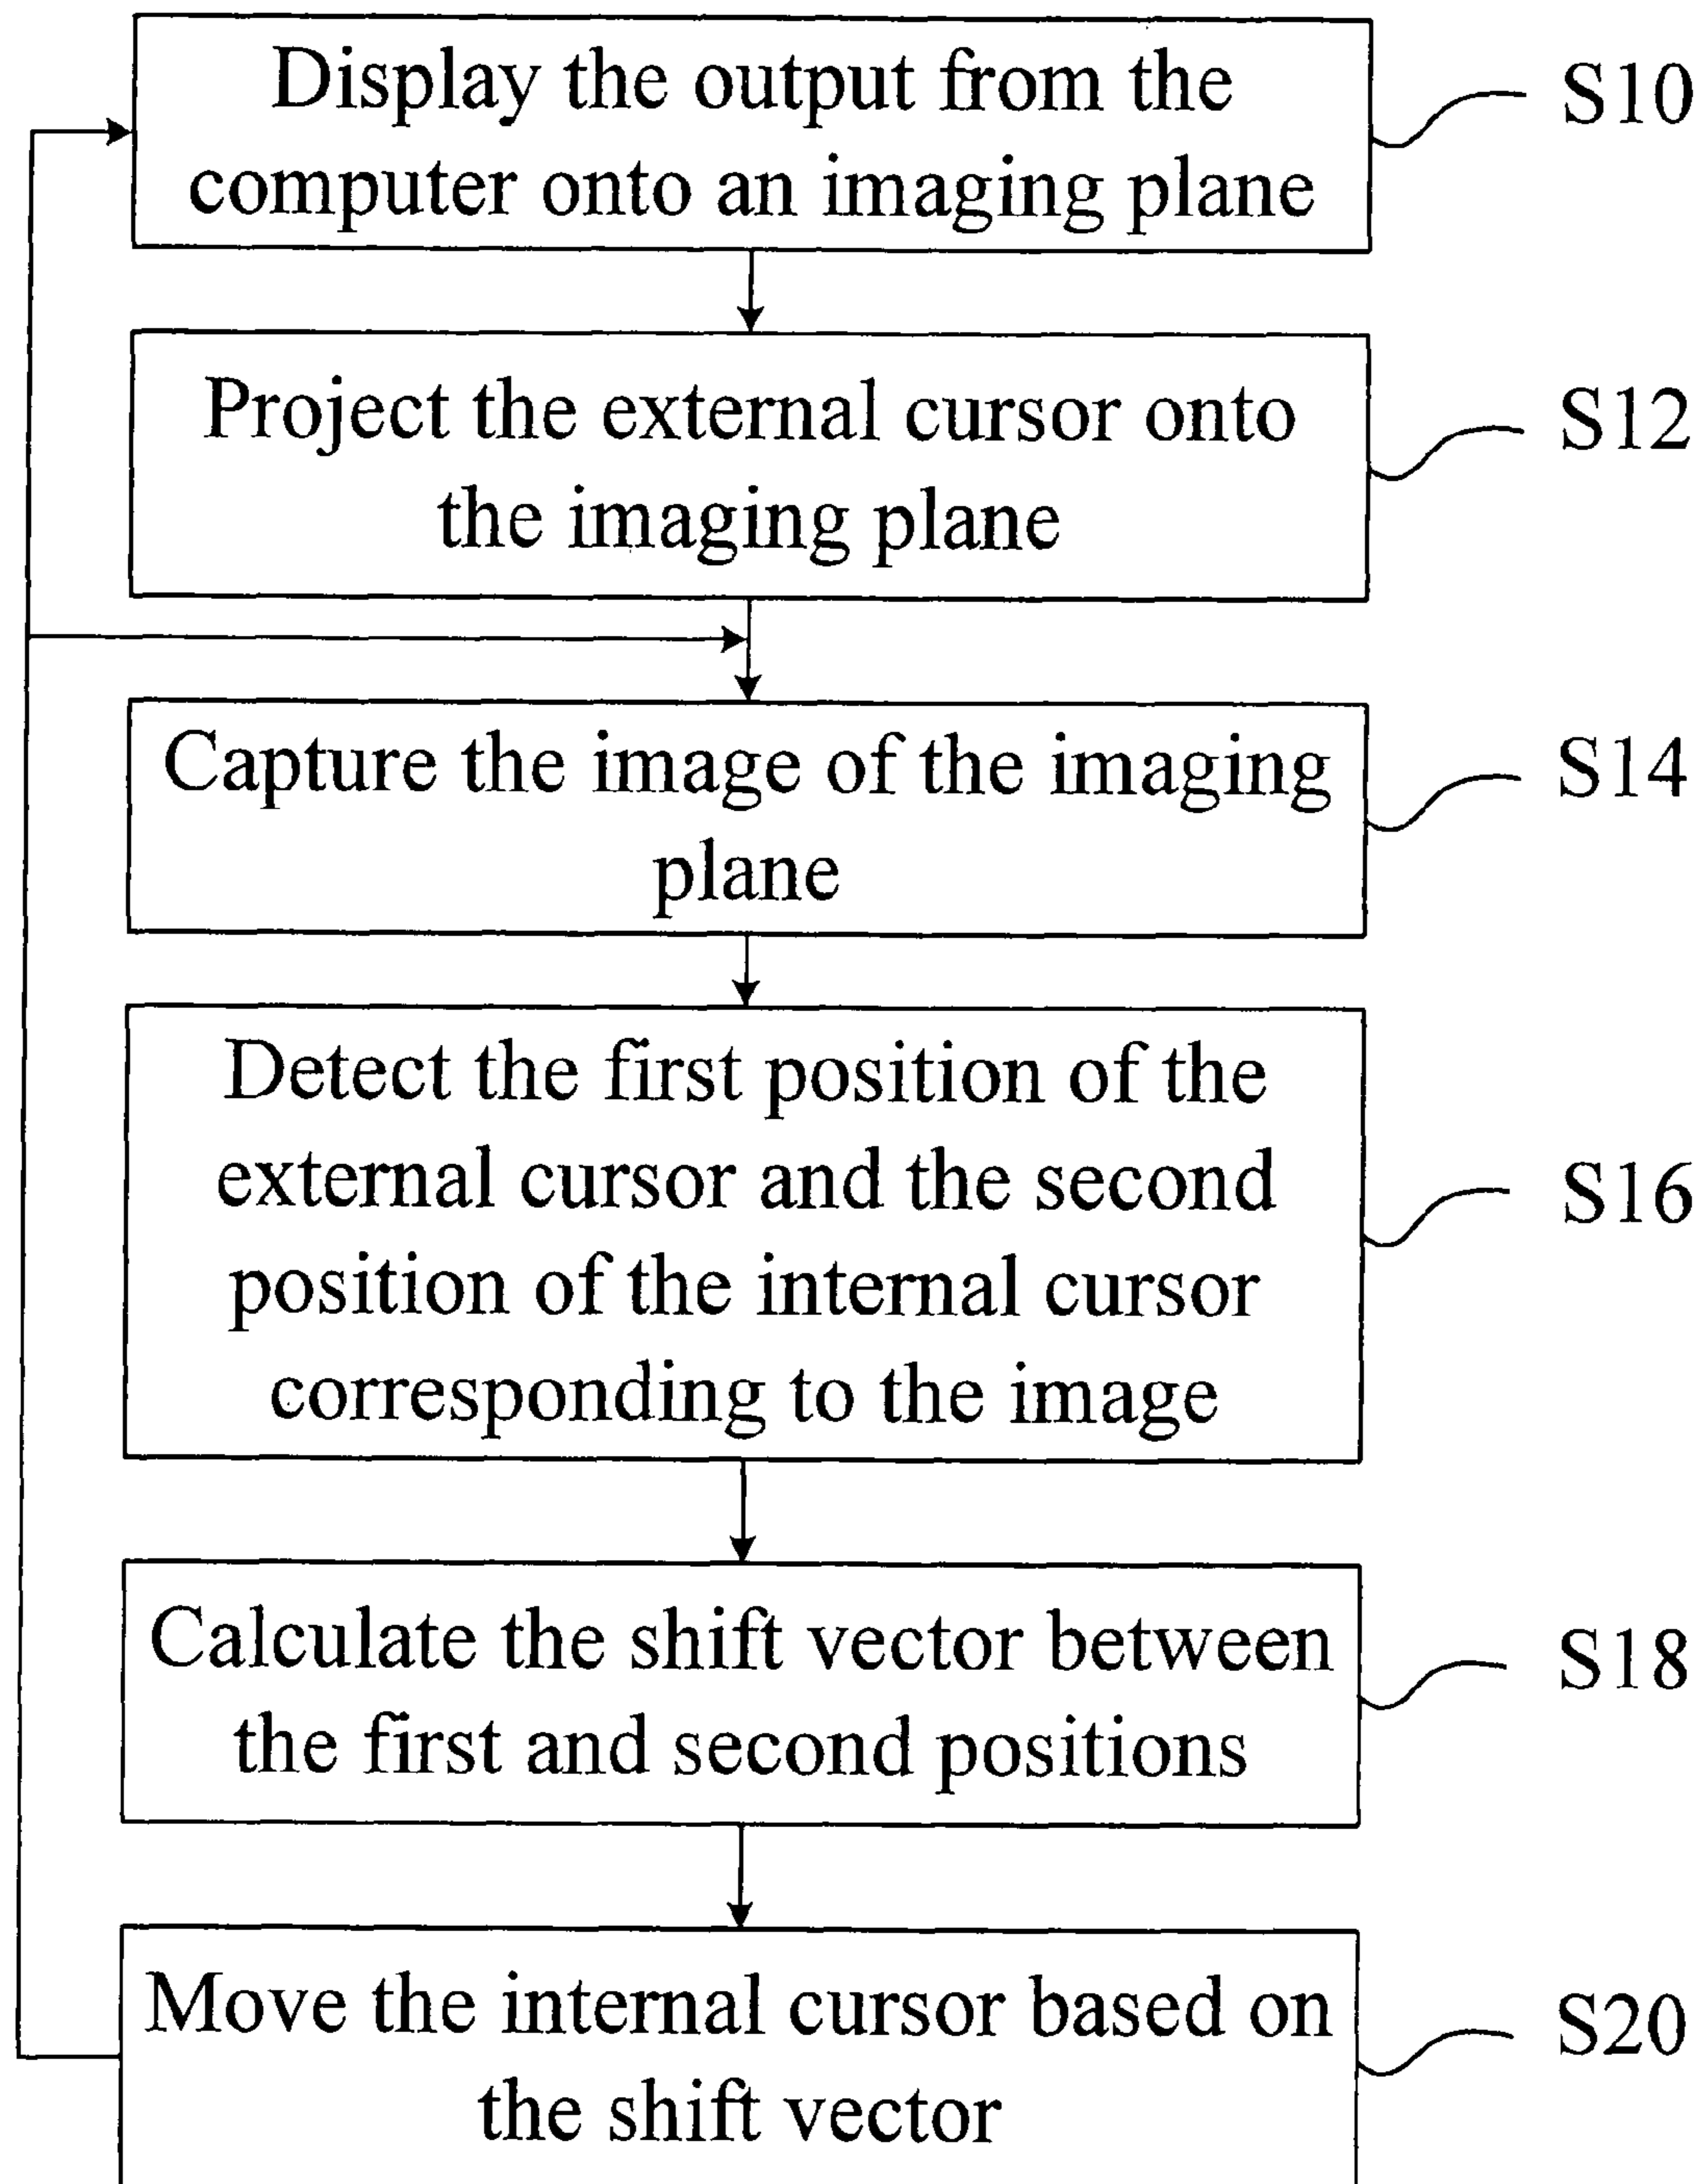 Display the output from the
computer onto an imaging plane
S10
Project the external cursor onto
the imaging plane
S12
Capture the image of the imaging
plane
S14
Detect the first position of the
external cursor and the second
position of the internal cursor
corresponding to the image
S16
Calculate the shift vector between
the first and second positions
S18
Move the internal cursor based on
the shift vector
S20